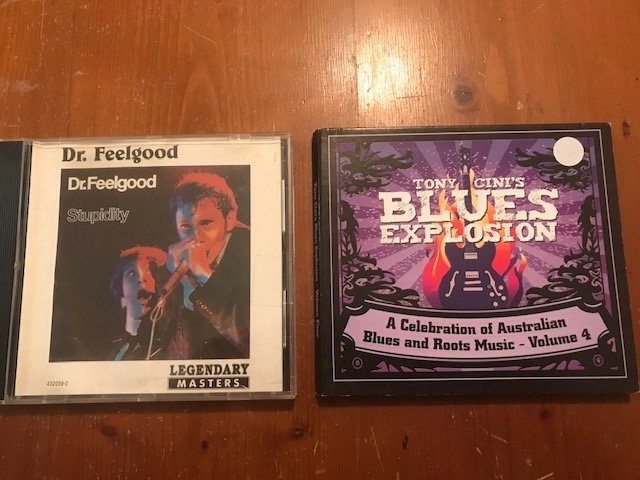 Dr. Feelgood
Dr.Feelgood
Stupidity
LEGENDARY
MASTERS
TONY CINI'S
BLUES
EXPLOSION
A Celebration of Australian
Blues and Roots Music - Volume 4